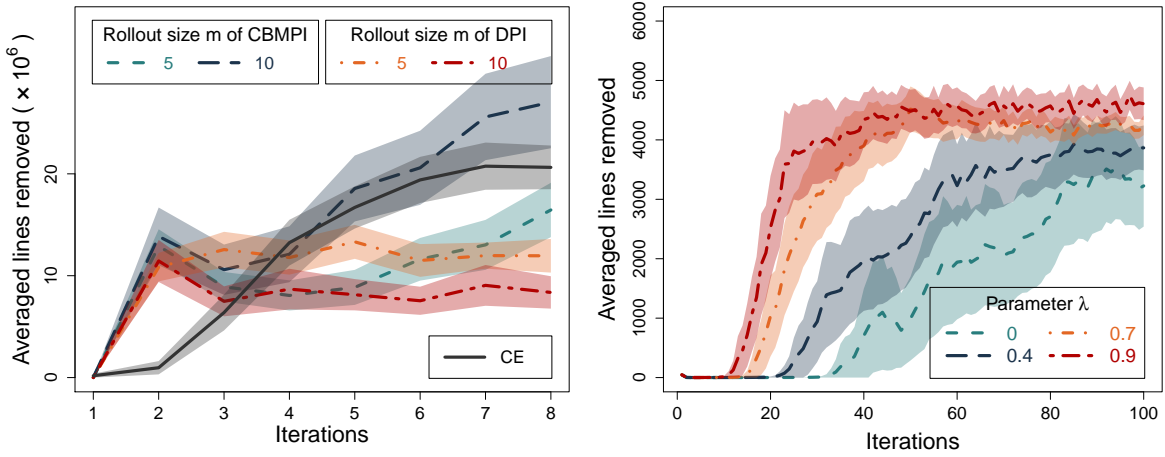 Averaged lines removed ( × 10⁶ )
0 10 20
Rollout size m of CBMPI
5 10
Rollout size m of DPI
5 10
CE
1 2 3 4 5 6 7 8
Iterations
Averaged lines removed
0 1000 2000 3000 4000 5000 6000
Parameter λ
0 0.7
0.4 0.9
0 20 40 60 80 100
Iterations